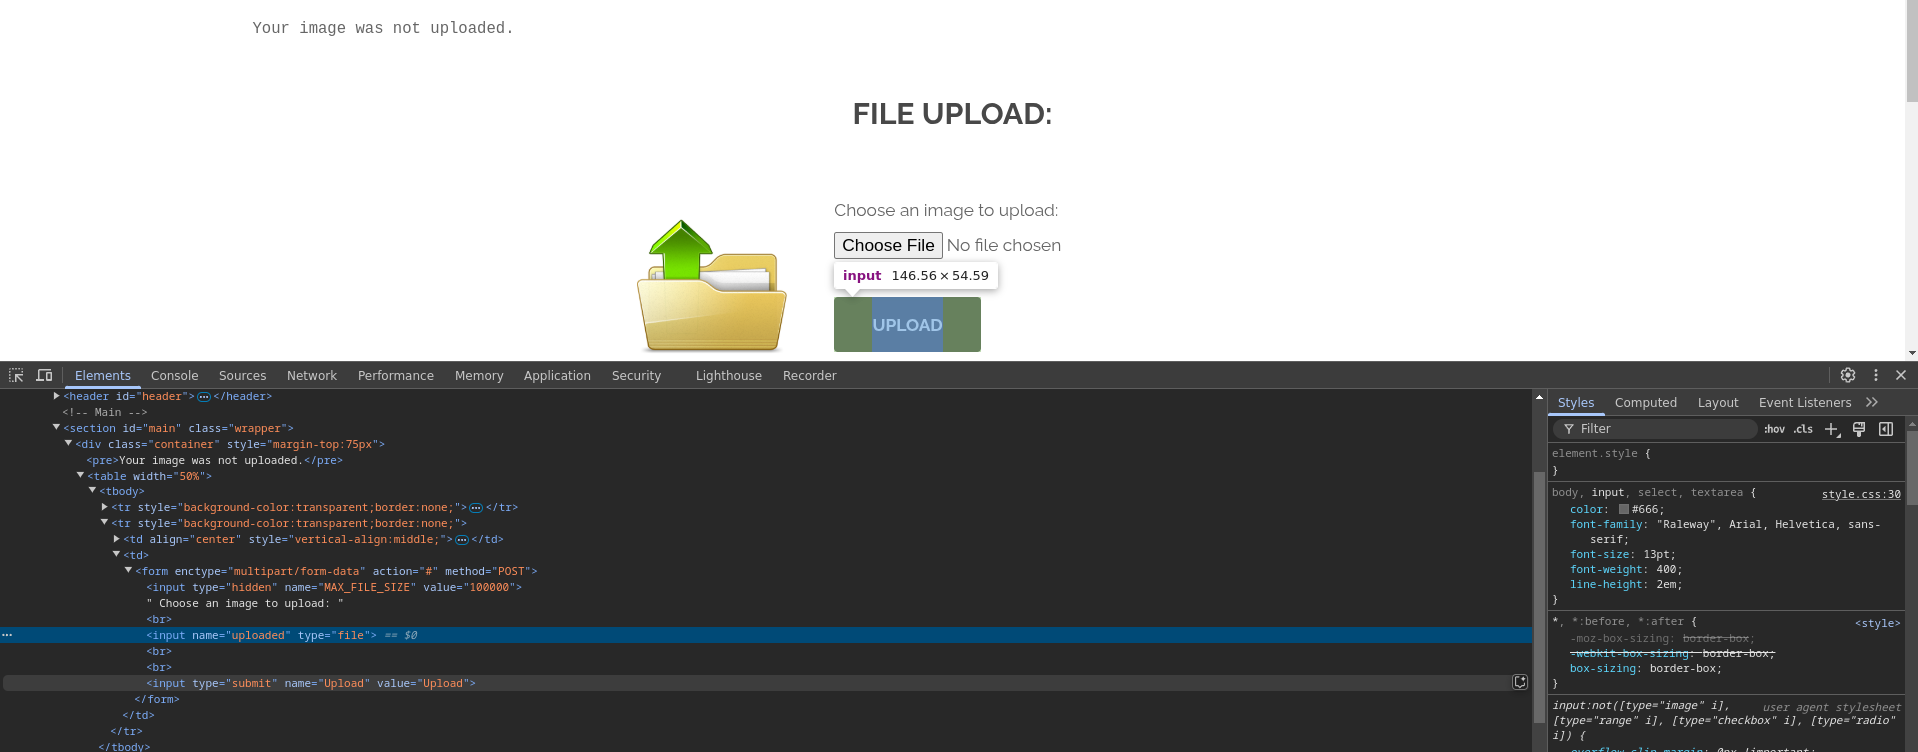 Your image was not uploaded.
FILE UPLOAD:
Choose an image to upload:
Choose File No file chosen
input 146.56 × 54.59
UPLOAD
Elements Console Sources Network Performance Memory Application Security Lighthouse Recorder
<header id="header"> </header>
<!-- Main -->
<section id="main" class="wrapper">
<div class="container" style="margin-top:75px">
<pre>Your image was not uploaded.</pre>
<table width="50%">
<tbody>
<tr style="background-color:transparent;border:none;"> </tr>
<tr style="background-color:transparent;border:none;">
<td align="center" style="vertical-align:middle;"> </td>
<td>
<form enctype="multipart/form-data" action="#" method="POST">
<input type="hidden" name="MAX_FILE_SIZE" value="100000">
" Choose an image to upload: "
<br>
<input name="uploaded" type="file"> == $0
<br>
<br>
<input type="submit" name="Upload" value="Upload">
</form>
</td>
</tr>
</tbody>
Styles Computed Layout Event Listeners
Filter :hov .cls
element.style {
}
body, input, select, textarea { style.css:30
color: #666;
font-family: "Raleway", Arial, Helvetica, sans-
serif;
font-size: 13pt;
font-weight: 400;
line-height: 2em;
}
*, *:before, *:after { <style>
-moz-box-sizing: border-box;
-webkit-box-sizing: border-box;
box-sizing: border-box;
}
input:not([type="image" i], user agent stylesheet
[type="range" i], [type="checkbox" i], [type="radio"
i]) {
overflow-clip-margin: 0px !important;